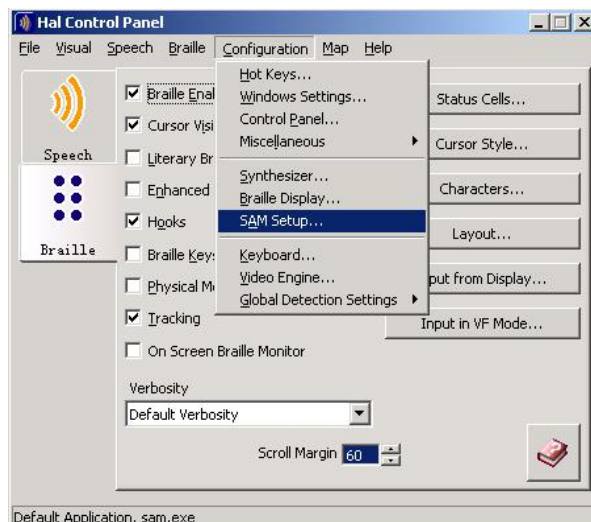 Hal Control Panel
File Visual Speech Braille Configuration Map Help
Speech
Braille
Braille Enal
Cursor Visi
Literary Br
Enhanced
Hooks
Braille Key
Physical M
Tracking
On Screen Braille Monitor
Verbosity
Default Verbosity
Scroll Margin 60
Hot Keys...
Windows Settings...
Control Panel...
Miscellaneous
Synthesizer...
Braille Display...
SAM Setup...
Keyboard...
Video Engine...
Global Detection Settings
Status Cells...
Cursor Style...
Characters...
Layout...
put from Display...
Input in VF Mode...
Default Application, sam.exe